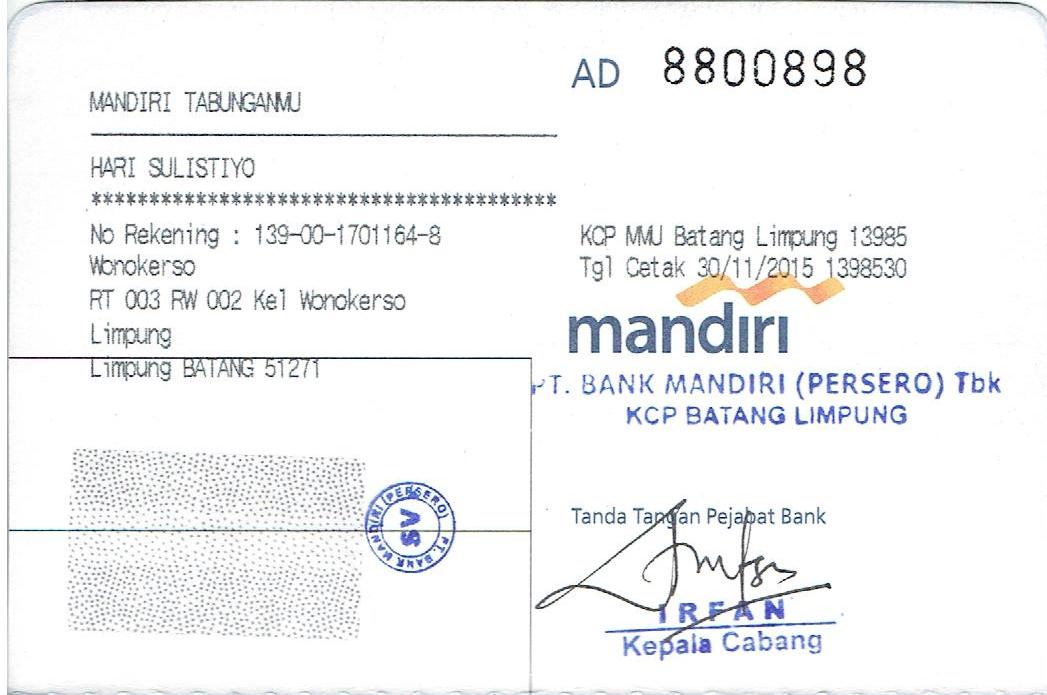 AD 8800898
MANDIRI TABUNGANMU
HARI SULISTIYO
****************************************
No Rekening : 139-00-1701164-8
Wonokerso
RT 003 RW 002 Kel Wonokerso
Limpung
Limpung BATANG 51271
KCP MMU Batang Limpung 13985
Tgl Cetak 30/11/2015 1398530
mandiri
PT. BANK MANDIRI (PERSERO) Tbk
KCP BATANG LIMPUNG
PT. BANK MANDIRI (PERSERO)
SV
Tanda Tangan Pejabat Bank
IRFAN
Kepala Cabang